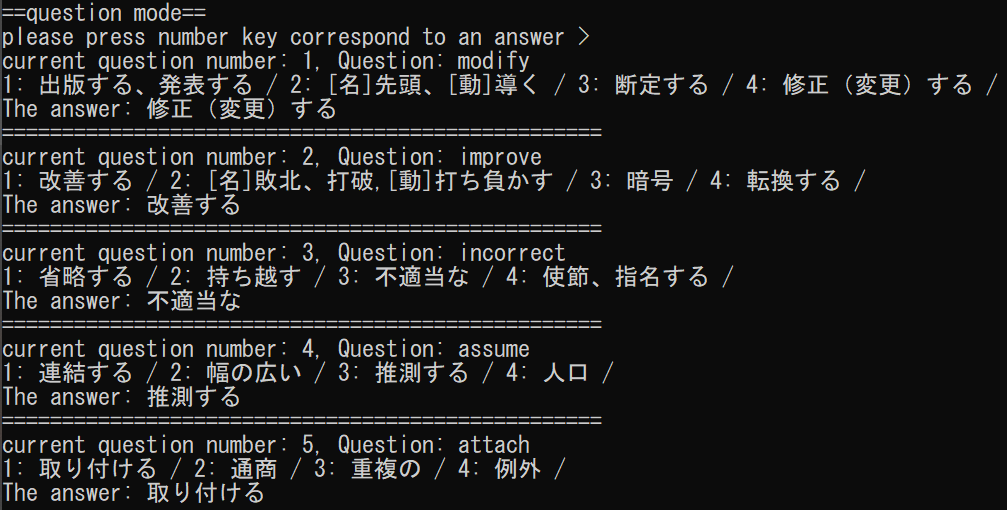 ==question mode==
please press number key correspond to an answer >
current question number: 1, Question: modify
1: 出版する、発表する / 2: [名]先頭、[動]導く / 3: 断定する / 4: 修正（変更）する /
The answer: 修正（変更）する
==================================================
current question number: 2, Question: improve
1: 改善する / 2: [名]敗北、打破,[動]打ち負かす / 3: 暗号 / 4: 転換する /
The answer: 改善する
==================================================
current question number: 3, Question: incorrect
1: 省略する / 2: 持ち越す / 3: 不適当な / 4: 使節、指名する /
The answer: 不適当な
==================================================
current question number: 4, Question: assume
1: 連結する / 2: 幅の広い / 3: 推測する / 4: 人口 /
The answer: 推測する
==================================================
current question number: 5, Question: attach
1: 取り付ける / 2: 通商 / 3: 重複の / 4: 例外 /
The answer: 取り付ける